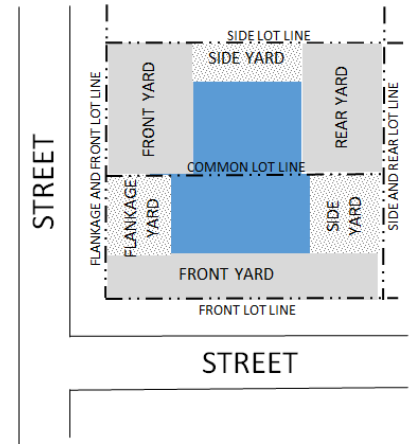 SIDE LOT LINE
SIDE YARD
FRONT YARD
REAR YARD
FLANKAGE AND FRONT LOT LINE
SIDE AND REAR LOT LINE
STREET
COMMON LOT LINE
FLANKAGE
YARD
SIDE
YARD
FRONT YARD
FRONT LOT LINE
STREET